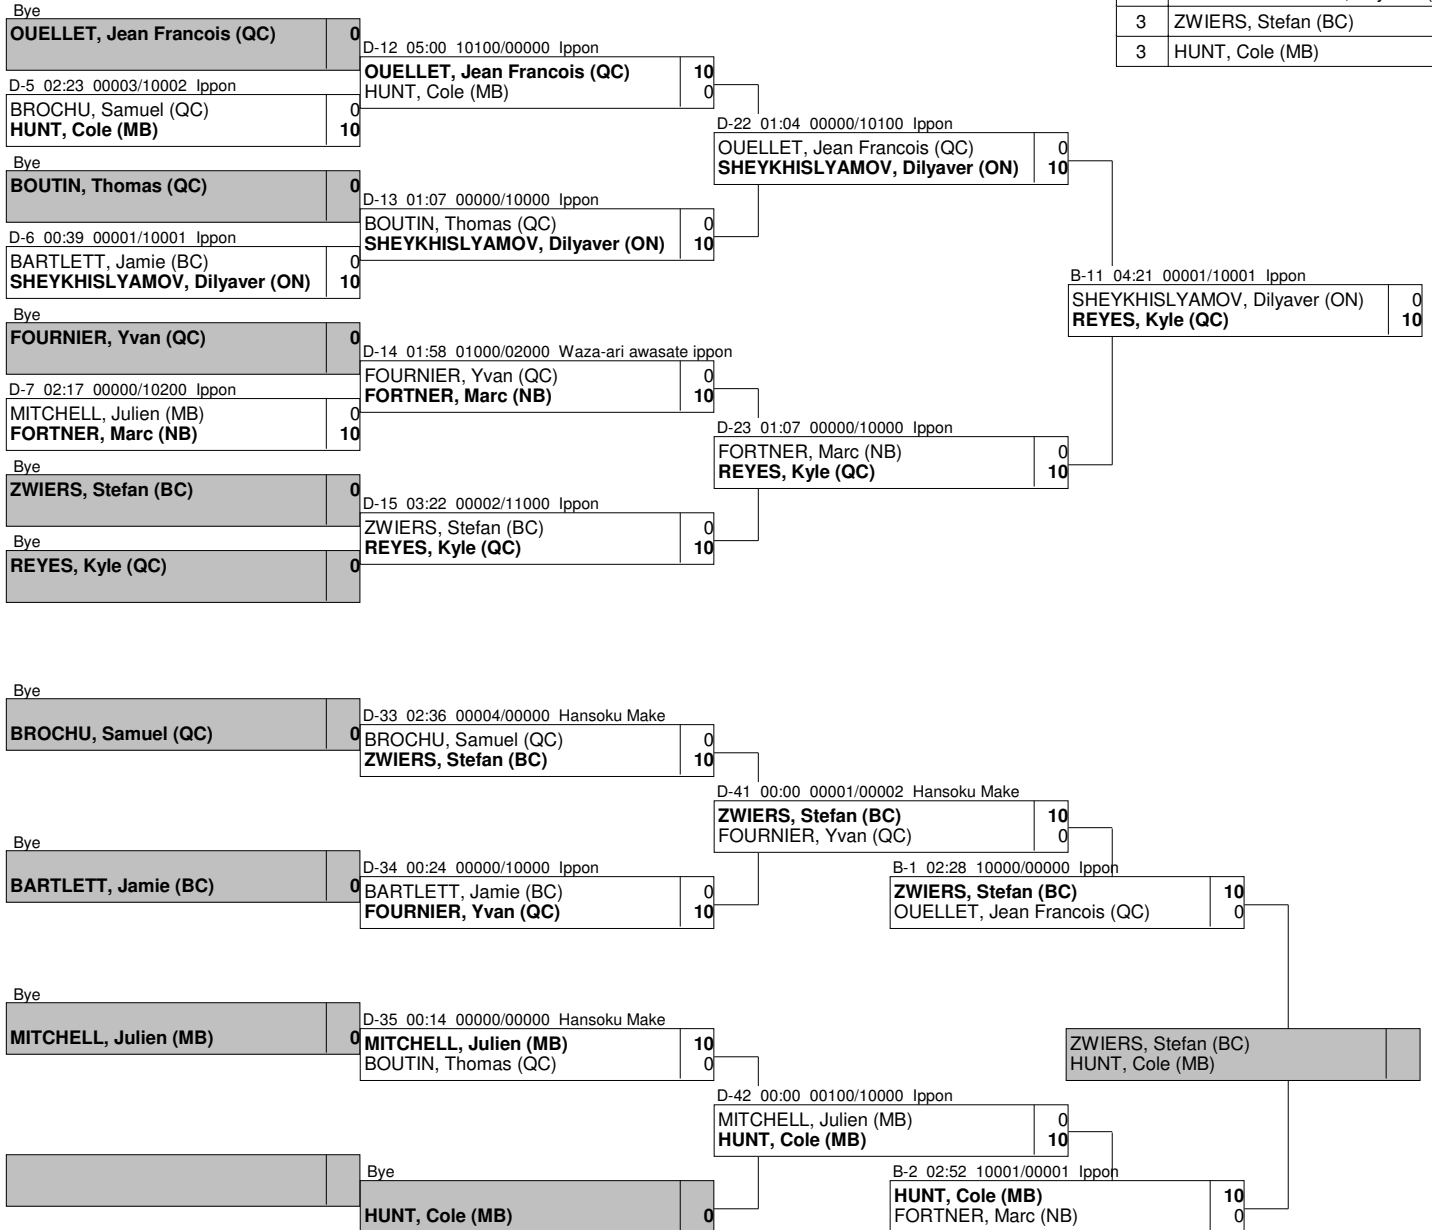 Bye
OUELLET, Jean Francois (QC) 0
D-5 02:23 00003/10002 Ippon
BROCHU, Samuel (QC) 0
HUNT, Cole (MB) 10
Bye
BOUTIN, Thomas (QC) 0
D-6 00:39 00001/10001 Ippon
BARTLETT, Jamie (BC) 0
SHEYKHISLYAMOV, Dilyaver (ON) 10
Bye
FOURNIER, Yvan (QC) 0
D-7 02:17 00000/10200 Ippon
MITCHELL, Julien (MB) 0
FORTNER, Marc (NB) 10
Bye
ZWIERS, Stefan (BC) 0
Bye
REYES, Kyle (QC) 0
D-12 05:00 10100/00000 Ippon
OUELLET, Jean Francois (QC) 10
HUNT, Cole (MB) 0
D-13 01:07 00000/10000 Ippon
BOUTIN, Thomas (QC) 0
SHEYKHISLYAMOV, Dilyaver (ON) 10
D-14 01:58 01000/02000 Waza-ari awasate ippon
FOURNIER, Yvan (QC) 0
FORTNER, Marc (NB) 10
D-15 03:22 00002/11000 Ippon
ZWIERS, Stefan (BC) 0
REYES, Kyle (QC) 10
D-22 01:04 00000/10100 Ippon
OUELLET, Jean Francois (QC) 0
SHEYKHISLYAMOV, Dilyaver (ON) 10
D-23 01:07 00000/10000 Ippon
FORTNER, Marc (NB) 0
REYES, Kyle (QC) 10
3 ZWIERS, Stefan (BC)
3 HUNT, Cole (MB)
B-11 04:21 00001/10001 Ippon
SHEYKHISLYAMOV, Dilyaver (ON) 0
REYES, Kyle (QC) 10
Bye
BROCHU, Samuel (QC) 0
Bye
BARTLETT, Jamie (BC) 0
Bye
MITCHELL, Julien (MB) 0
D-33 02:36 00004/00000 Hansoku Make
BROCHU, Samuel (QC) 0
ZWIERS, Stefan (BC) 10
D-34 00:24 00000/10000 Ippon
BARTLETT, Jamie (BC) 0
FOURNIER, Yvan (QC) 10
D-35 00:14 00000/00000 Hansoku Make
MITCHELL, Julien (MB) 10
BOUTIN, Thomas (QC) 0
Bye
HUNT, Cole (MB) 0
D-41 00:00 00001/00002 Hansoku Make
ZWIERS, Stefan (BC) 10
FOURNIER, Yvan (QC) 0
D-42 00:00 00100/10000 Ippon
MITCHELL, Julien (MB) 0
HUNT, Cole (MB) 10
B-1 02:28 10000/00000 Ippon
ZWIERS, Stefan (BC) 10
OUELLET, Jean Francois (QC) 0
B-2 02:52 10001/00001 Ippon
HUNT, Cole (MB) 10
FORTNER, Marc (NB) 0
ZWIERS, Stefan (BC)
HUNT, Cole (MB)